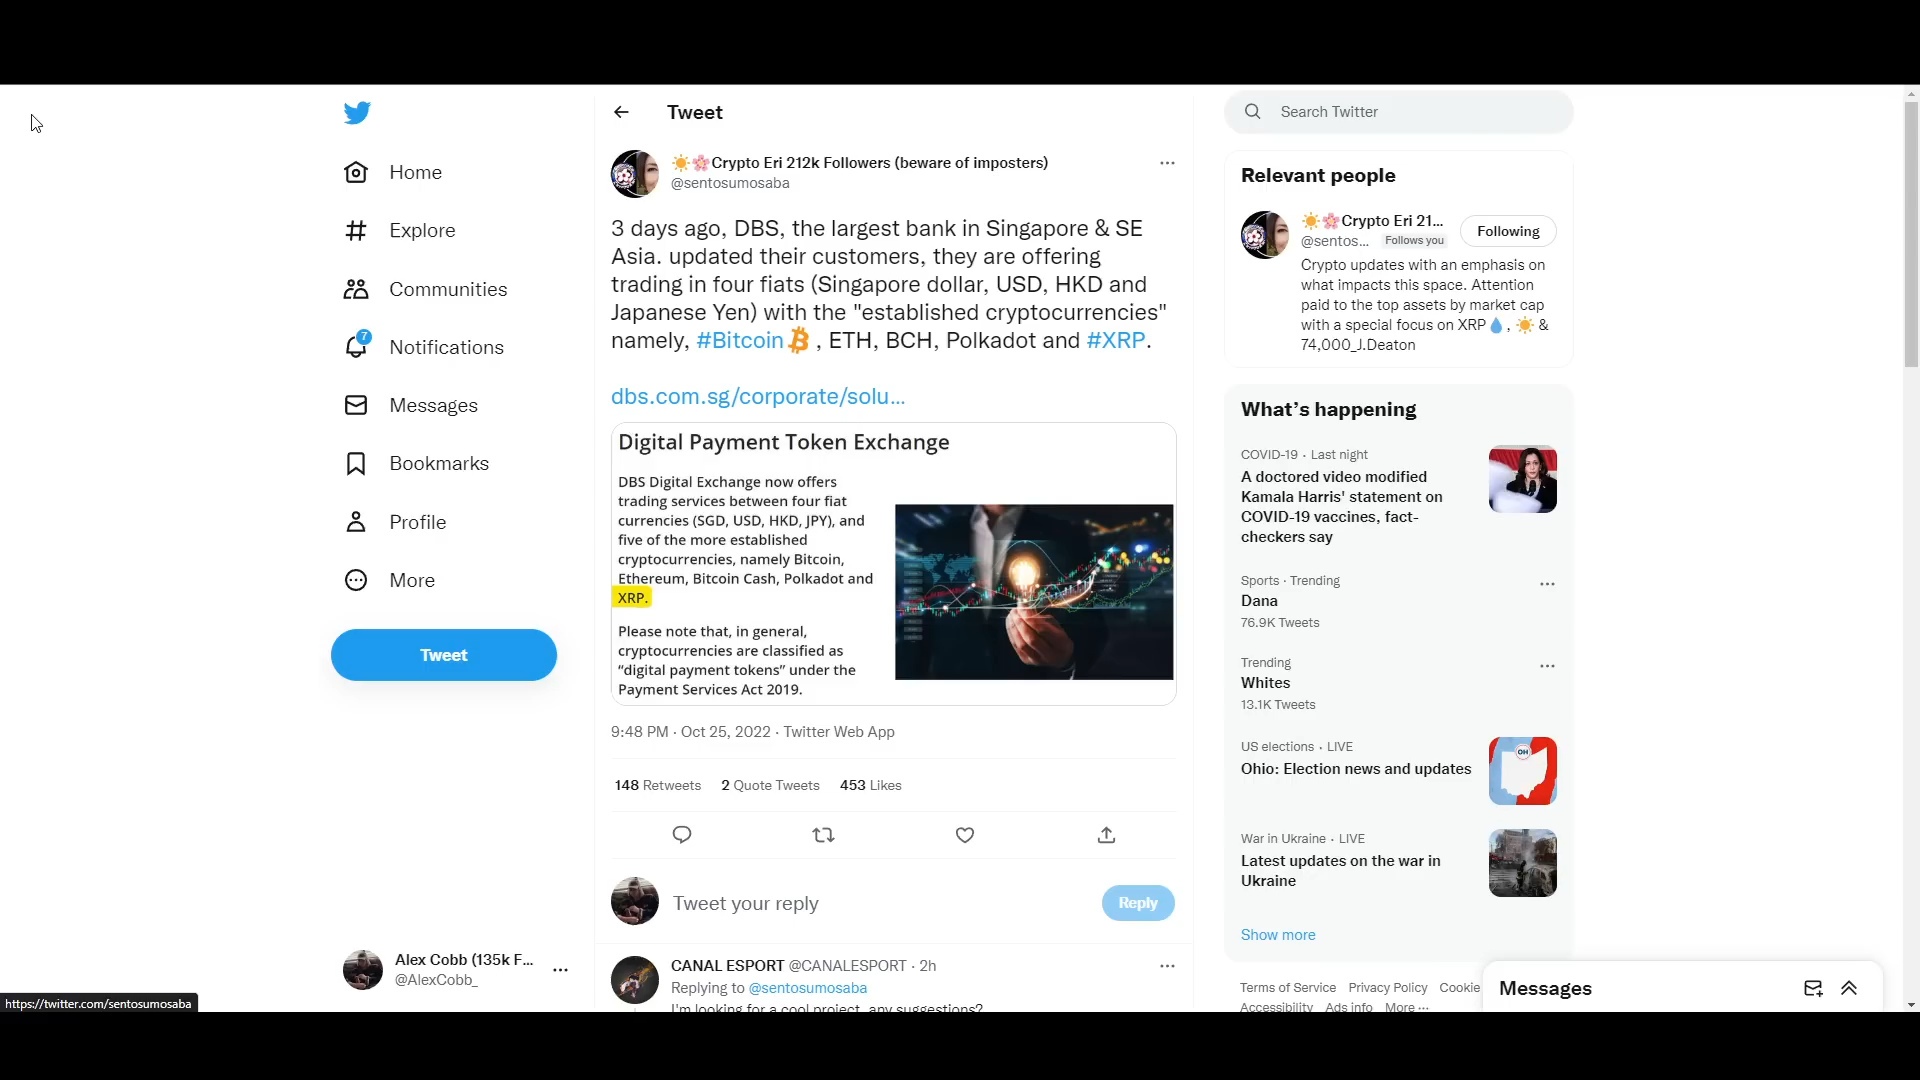 Home
Explore
Communities
7
Notifications
Messages
Bookmarks
Profile
More
Tweet
Alex Cobb (135k F...
@AlexCobb_
https://twitter.com/sentosumosaba
Tweet
☀️🌸Crypto Eri 212k Followers (beware of imposters)
@sentosumosaba
3 days ago, DBS, the largest bank in Singapore & SE
Asia. updated their customers, they are offering
trading in four fiats (Singapore dollar, USD, HKD and
Japanese Yen) with the "established cryptocurrencies"
namely, #Bitcoin , ETH, BCH, Polkadot and #XRP.
dbs.com.sg/corporate/solu...
Digital Payment Token Exchange
DBS Digital Exchange now offers
trading services between four fiat
currencies (SGD, USD, HKD, JPY), and
five of the more established
cryptocurrencies, namely Bitcoin,
Ethereum, Bitcoin Cash, Polkadot and
XRP.
Please note that, in general,
cryptocurrencies are classified as
“digital payment tokens” under the
Payment Services Act 2019.
9:48 PM · Oct 25, 2022 · Twitter Web App
148 Retweets 2 Quote Tweets 453 Likes
Tweet your reply
Reply
CANAL ESPORT @CANALESPORT · 2h
Replying to @sentosumosaba
I'm looking for a cool project, any suggestions?
Search Twitter
Relevant people
☀️🌸Crypto Eri 21...
@sentos... Follows you
Following
Crypto updates with an emphasis on
what impacts this space. Attention
paid to the top assets by market cap
with a special focus on XRP💧, ☀️ &
74,000_J.Deaton
What’s happening
COVID-19 · Last night
A doctored video modified
Kamala Harris' statement on
COVID-19 vaccines, fact-
checkers say
Sports · Trending
Dana
76.9K Tweets
Trending
Whites
13.1K Tweets
US elections · LIVE
Ohio: Election news and updates
OH
War in Ukraine · LIVE
Latest updates on the war in
Ukraine
Show more
Terms of Service Privacy Policy Cookie
Accessibility Ads info More ...
Messages